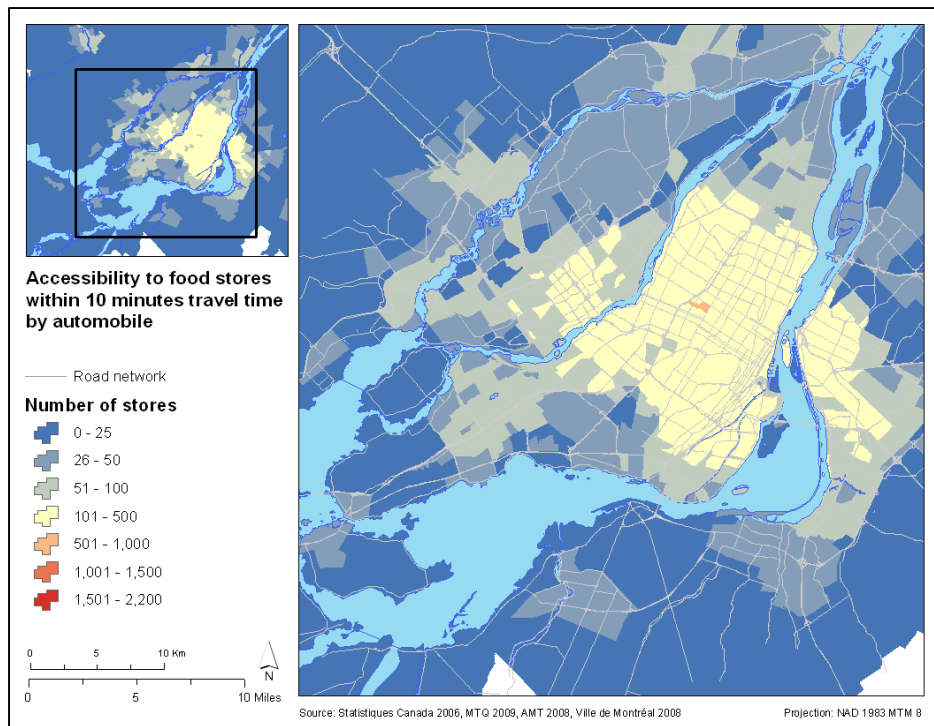 Accessibility to food stores
within 10 minutes travel time
by automobile
Road network
Number of stores
0 - 25
26 - 50
51 - 100
101 - 500
501 - 1,000
1,001 - 1,500
1,501 - 2,200
0 5 10 Km
N
0 5 10 Miles
Source: Statistiques Canada 2006, MTQ 2009, AMT 2008, Ville de Montréal 2008
Projection: NAD 1983 MTM 8